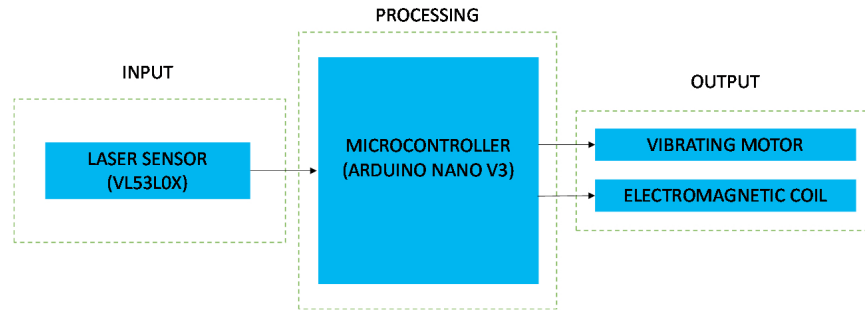 PROCESSING
INPUT
OUTPUT
LASER SENSOR
(VL53L0X)
MICROCONTROLLER
(ARDUINO NANO V3)
VIBRATING MOTOR
ELECTROMAGNETIC COIL